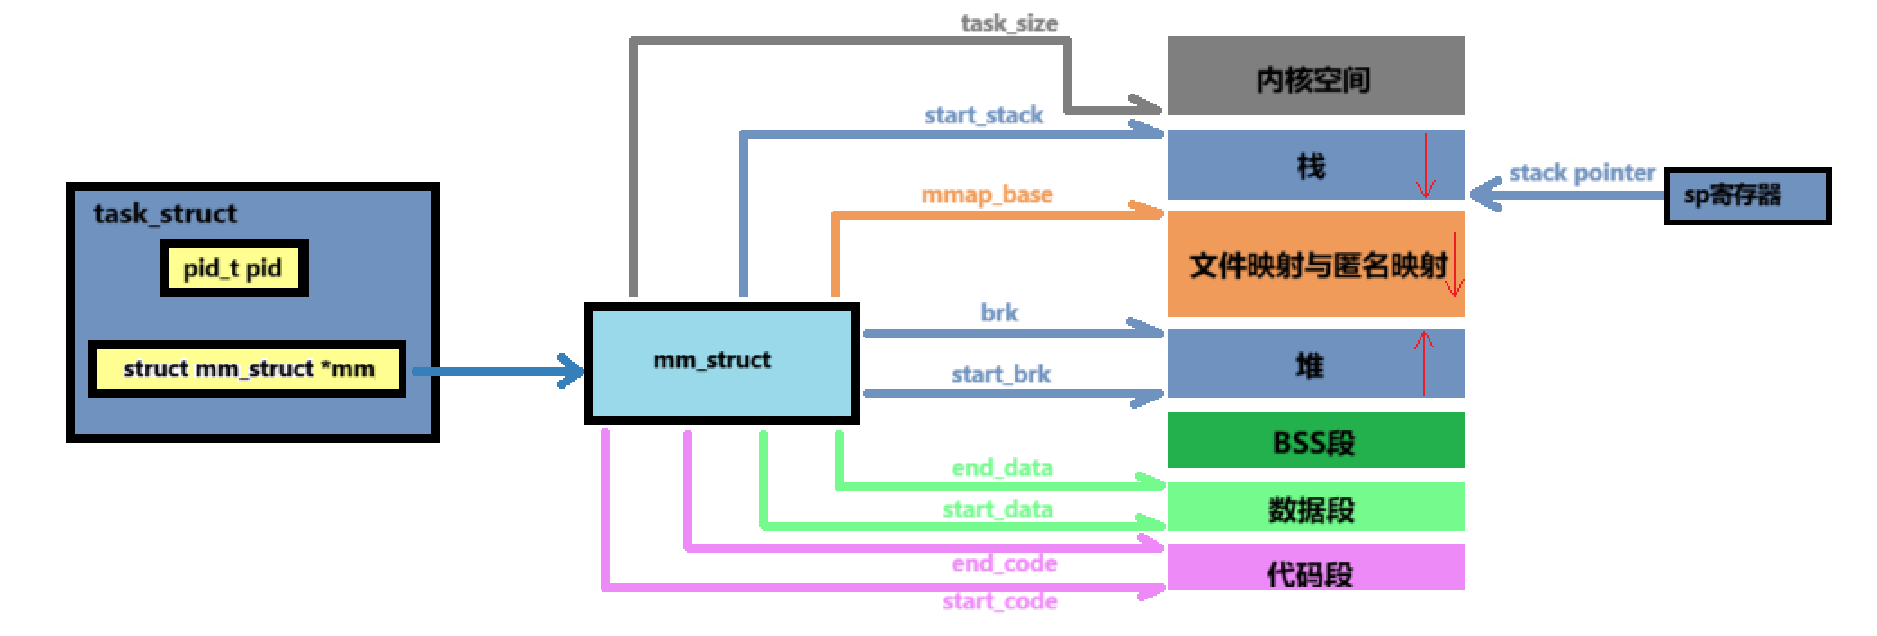 task_size
内核空间
start_stack
栈
stack pointer
sp寄存器
mmap_base
task_struct
pid_t pid
文件映射与匿名映射
brk
mm_struct
struct mm_struct *mm
start_brk
堆
BSS段
end_data
start_data
数据段
end_code
代码段
start_code